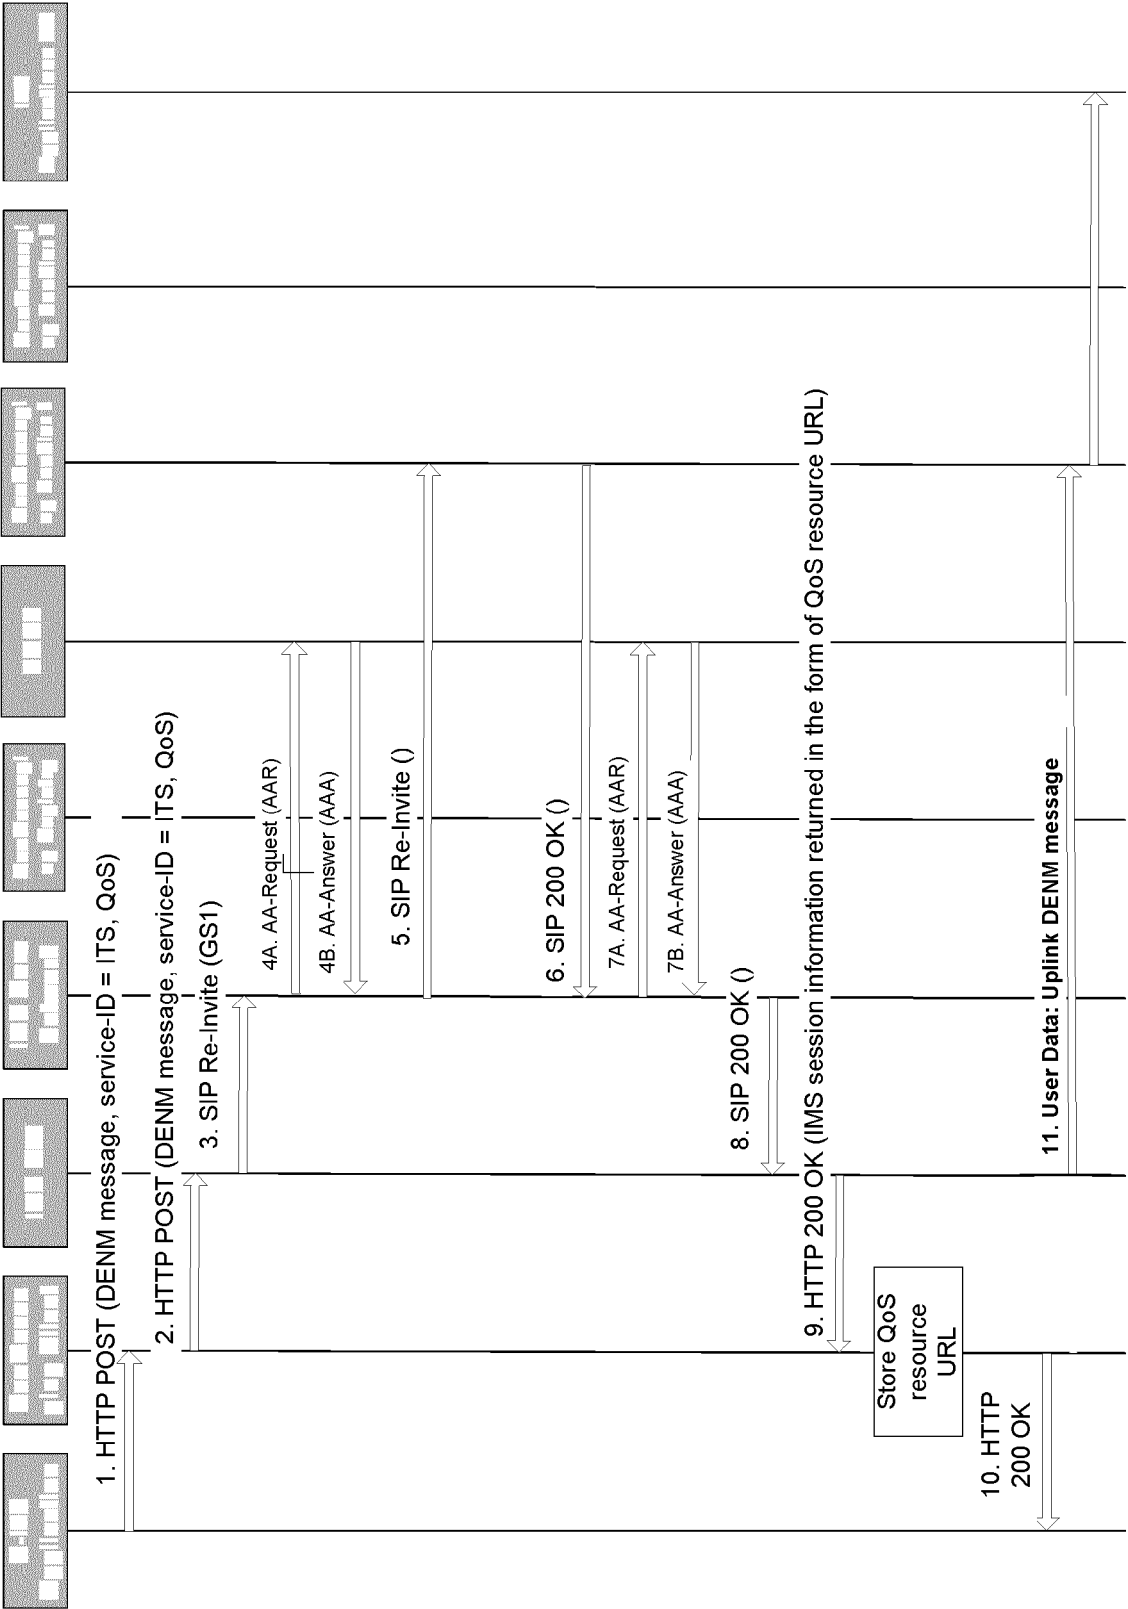 1. HTTP POST (DENM message, service-ID = ITS, QoS)
2. HTTP POST (DENM message, service-ID = ITS, QoS)
3. SIP Re-Invite (GS1)
4A. AA-Request (AAR)
4B. AA-Answer (AAA)
5. SIP Re-Invite ()
6. SIP 200 OK ()
7A. AA-Request (AAR)
7B. AA-Answer (AAA)
8. SIP 200 OK ()
9. HTTP 200 OK (IMS session information returned in the form of QoS resource URL)
Store QoS
resource
URL
10. HTTP
200 OK
11. User Data: Uplink DENM message